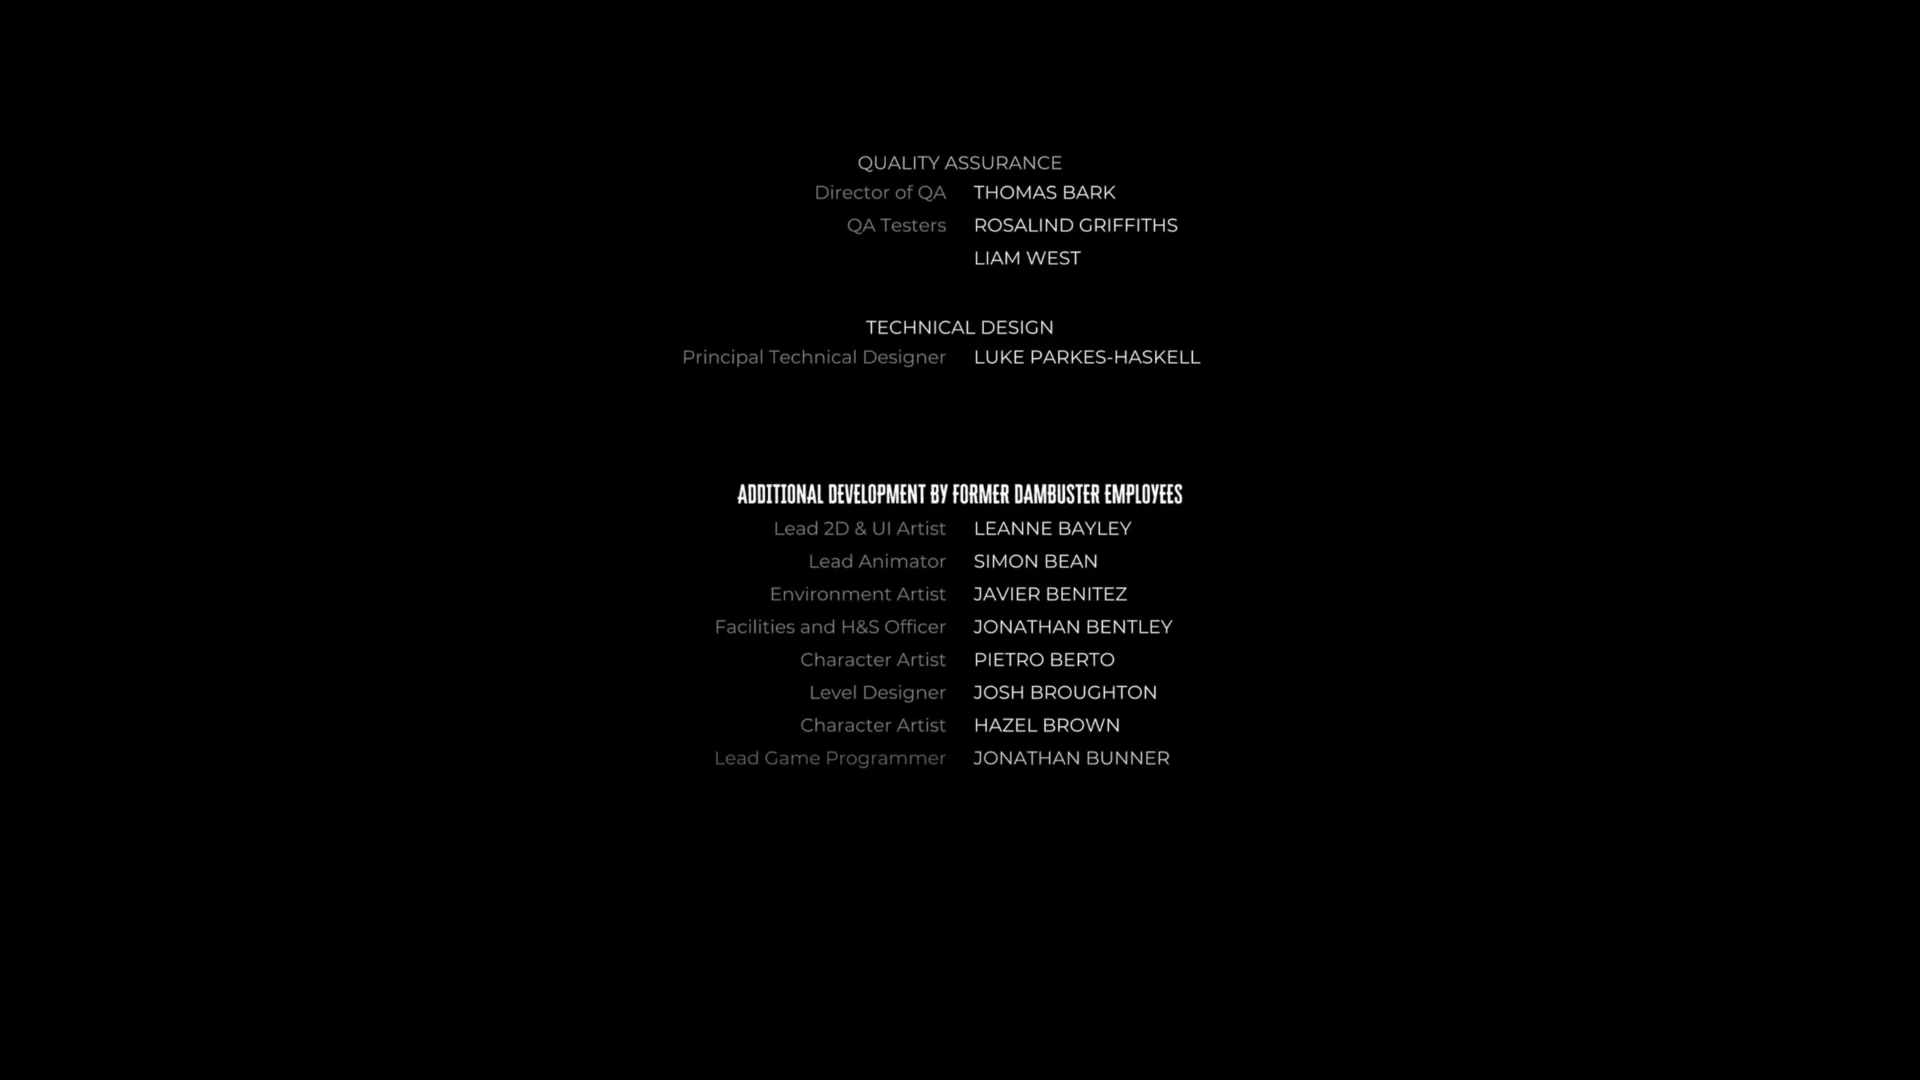 QUALITY ASSURANCE
Director of QA THOMAS BARK
QA Testers ROSALIND GRIFFITHS
LIAM WEST
TECHNICAL DESIGN
Principal Technical Designer LUKE PARKES-HASKELL
ADDITIONAL DEVELOPMENT BY FORMER DAMBUSTER EMPLOYEES
Lead 2D & UI Artist LEANNE BAYLEY
Lead Animator SIMON BEAN
Environment Artist JAVIER BENITEZ
Facilities and H&S Officer JONATHAN BENTLEY
Character Artist PIETRO BERTO
Level Designer JOSH BROUGHTON
Character Artist HAZEL BROWN
Lead Game Programmer JONATHAN BUNNER